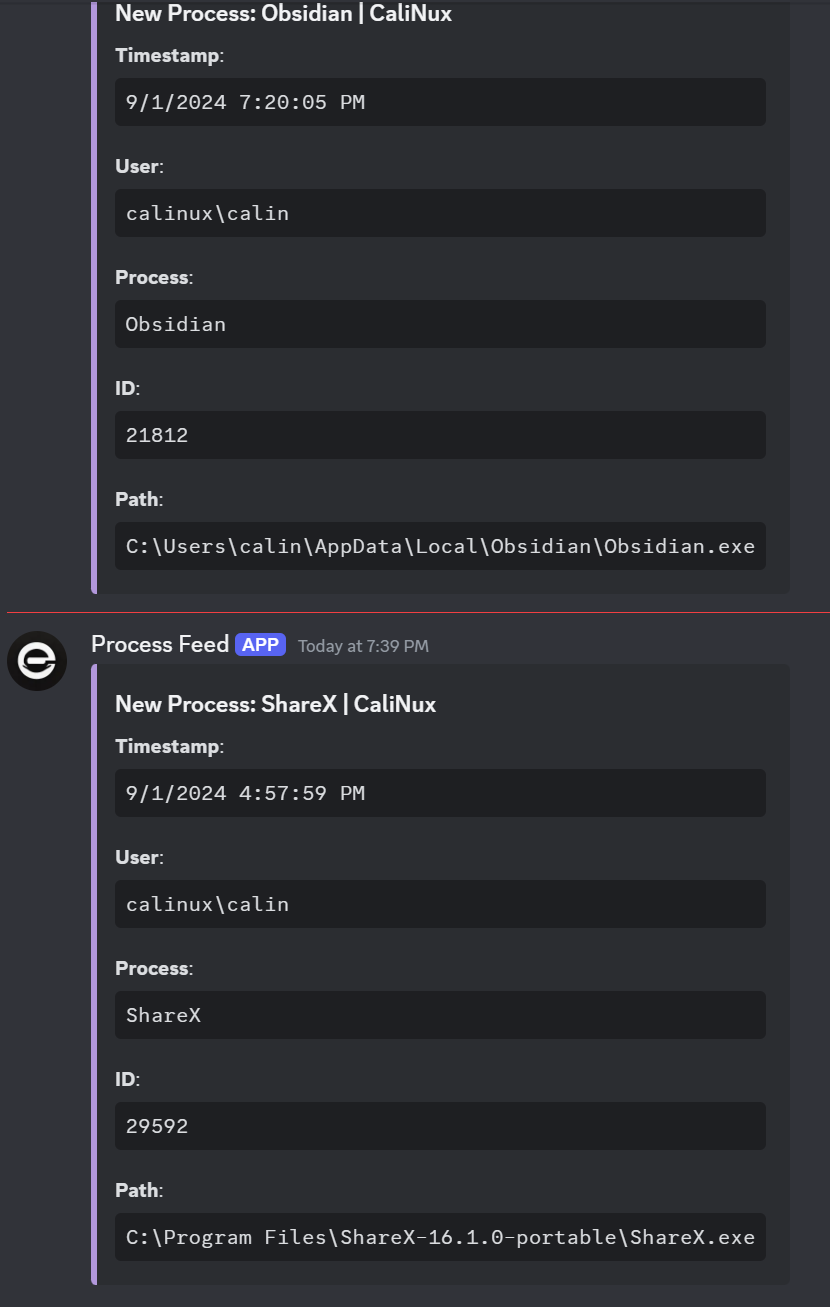 New Process: Obsidian | CaliNux
Timestamp:
9/1/2024 7:20:05 PM
User:
calinux\calin
Process:
Obsidian
ID:
21812
Path:
C:\Users\calin\AppData\Local\Obsidian\Obsidian.exe
Process Feed APP Today at 7:39 PM
New Process: ShareX | CaliNux
Timestamp:
9/1/2024 4:57:59 PM
User:
calinux\calin
Process:
ShareX
ID:
29592
Path:
C:\Program Files\ShareX-16.1.0-portable\ShareX.exe